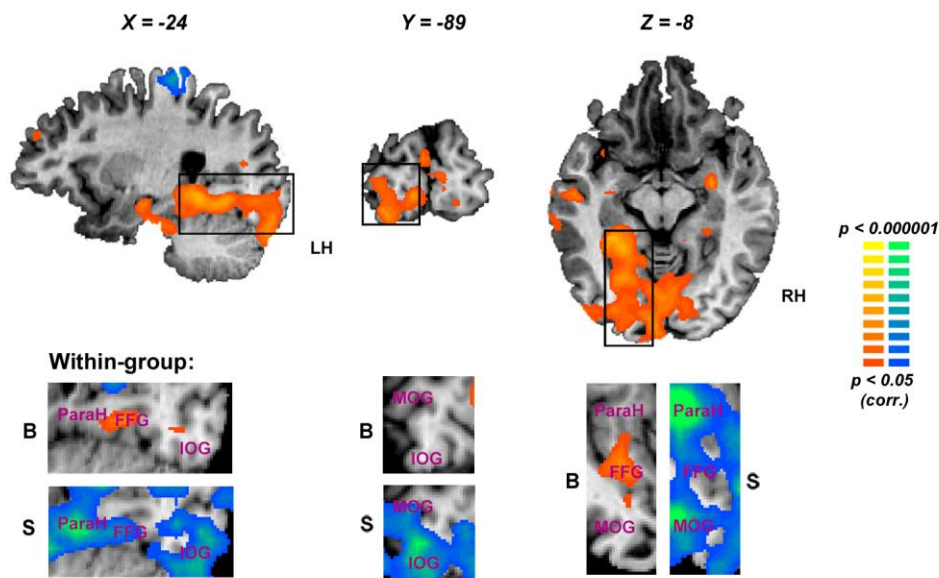 X = -24
Y = -89
Z = -8
LH
RH
p < 0.000001
p < 0.05
(corr.)
Within-group:
B
ParaH
FFG
IOG
S
ParaH
FFG
IOG
B
MOG
IOG
S
MOG
IOG
B
ParaH
FFG
MOG
ParaH
FFG
MOG
S